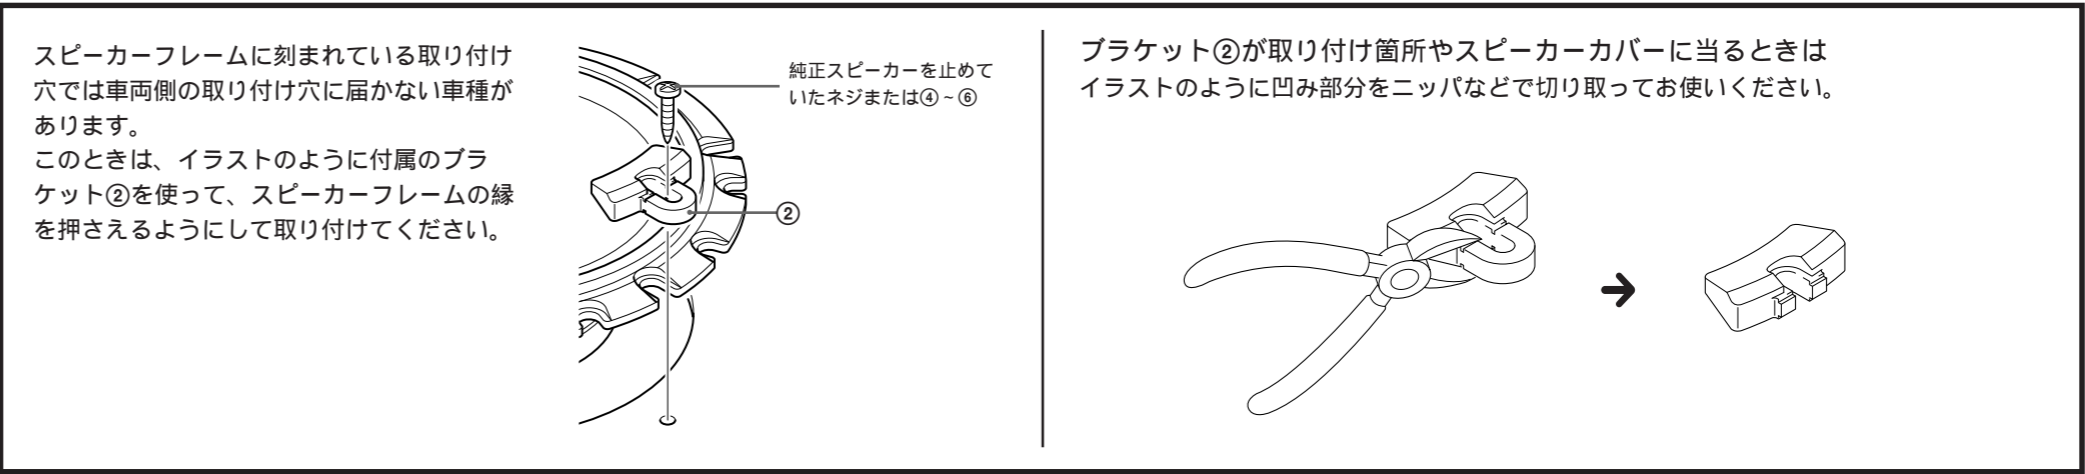 スピーカーフレームに刻まれている取り付け
穴では車両側の取り付け穴に届かない車種が
あります。
このときは、イラストのように付属のブラ
ケット②を使って、スピーカーフレームの縁
を押さえるようにして取り付けてください。
純正スピーカーを止めて
いたネジまたは④~⑥
②
ブラケット②が取り付け箇所やスピーカーカバーに当るときは
イラストのように凹み部分をニッパなどで切り取ってお使いください。